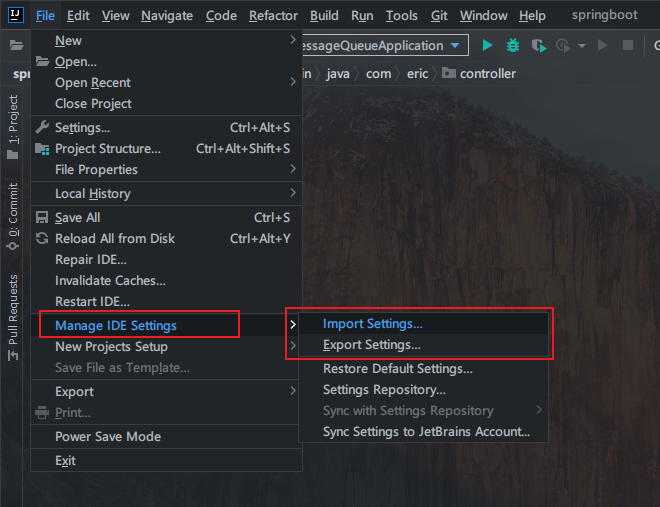 IJ File Edit View Navigate Code Refactor Build Run Tools Git Window Help springboot
New essageQueueApplication
Open...
Open Recent in java com eric controller
Close Project
1: Project
Settings... Ctrl+Alt+S
Project Structure... Ctrl+Alt+Shift+S
File Properties
0: Commit
Local History
Save All Ctrl+S
Reload All from Disk Ctrl+Alt+Y
Repair IDE...
Invalidate Caches...
Pull Requests
Restart IDE...
Manage IDE Settings Import Settings...
New Projects Setup Export Settings...
Save File as Template... Restore Default Settings...
Export Settings Repository...
Print... Sync with Settings Repository
Power Save Mode Sync Settings to JetBrains Account...
Exit